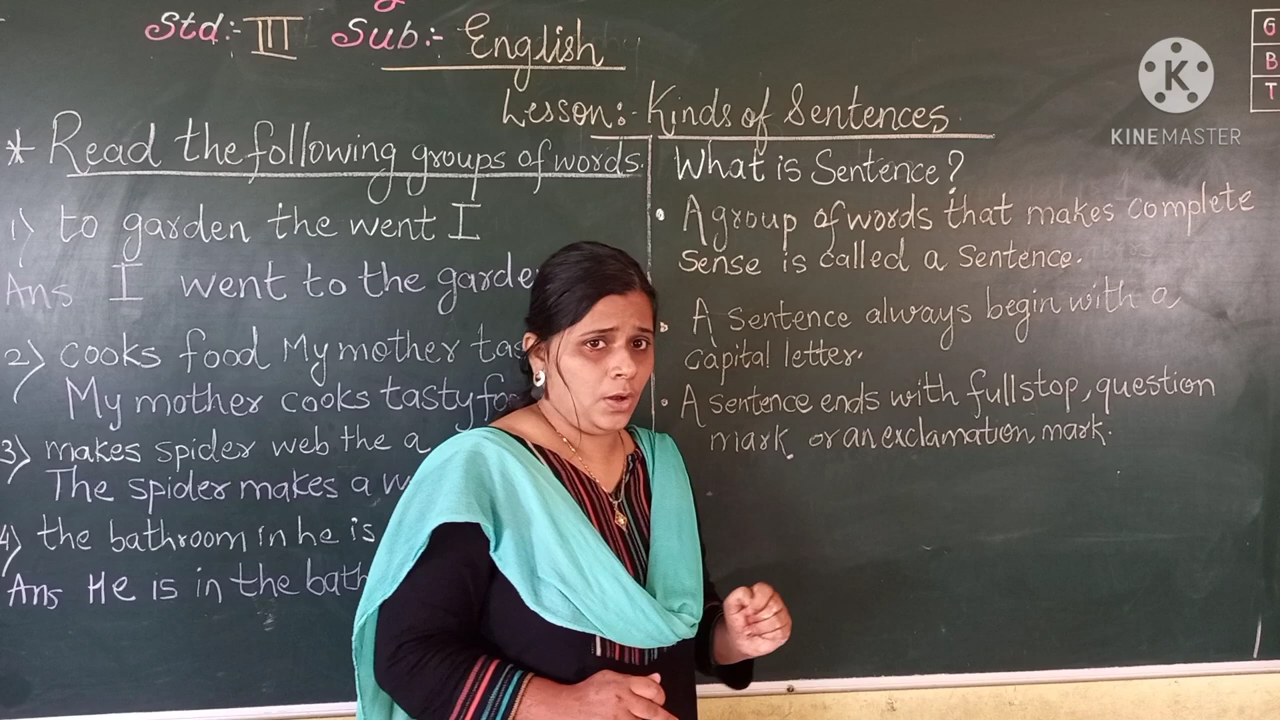 Std:- III Sub:- English
Lesson:- Kinds of Sentences
* Read the following groups of words.
1) to garden the went I
Ans I went to the garde
2) cooks food My mother tas
My mother cooks tasty fo
3) makes spider web the a
The spider makes a w
4) the bathroom in he is
Ans He is in the bath
What is Sentence?
• A group of words that makes complete
sense is called a sentence.
• A sentence always begin with a
capital letter.
• A sentence ends with fullstop, question
mark or an exclamation mark.
G
B
T
K
KINEMASTER